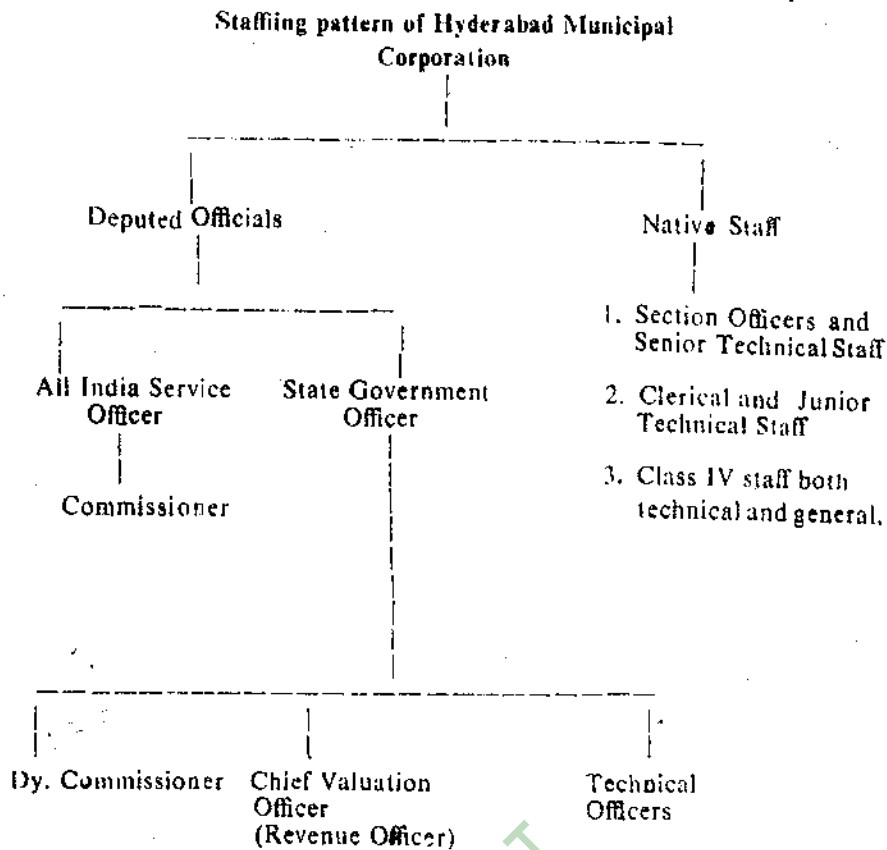 Staffiing pattern of Hyderabad Municipal
Corporation
Deputed Officials
Native Staff
1. Section Officers and
Senior Technical Staff
2. Clerical and Junior
Technical Staff
3. Class IV staff both
technical and general.
All India Service
Officer
State Government
Officer
Commissioner
Dy. Commissioner
Chief Valuation
Officer
(Revenue Officer)
Technical
Officers